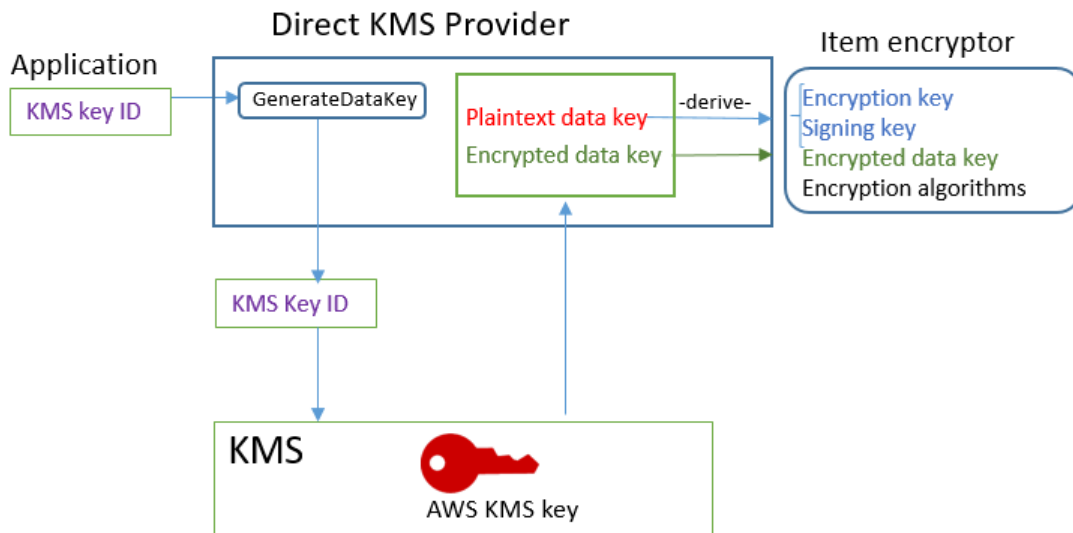 Direct KMS Provider
Item encryptor
Application
KMS key ID
GenerateDataKey
Plaintext data key
Encrypted data key
-derive-
Encryption key
Signing key
Encrypted data key
Encryption algorithms
KMS Key ID
KMS
AWS KMS key